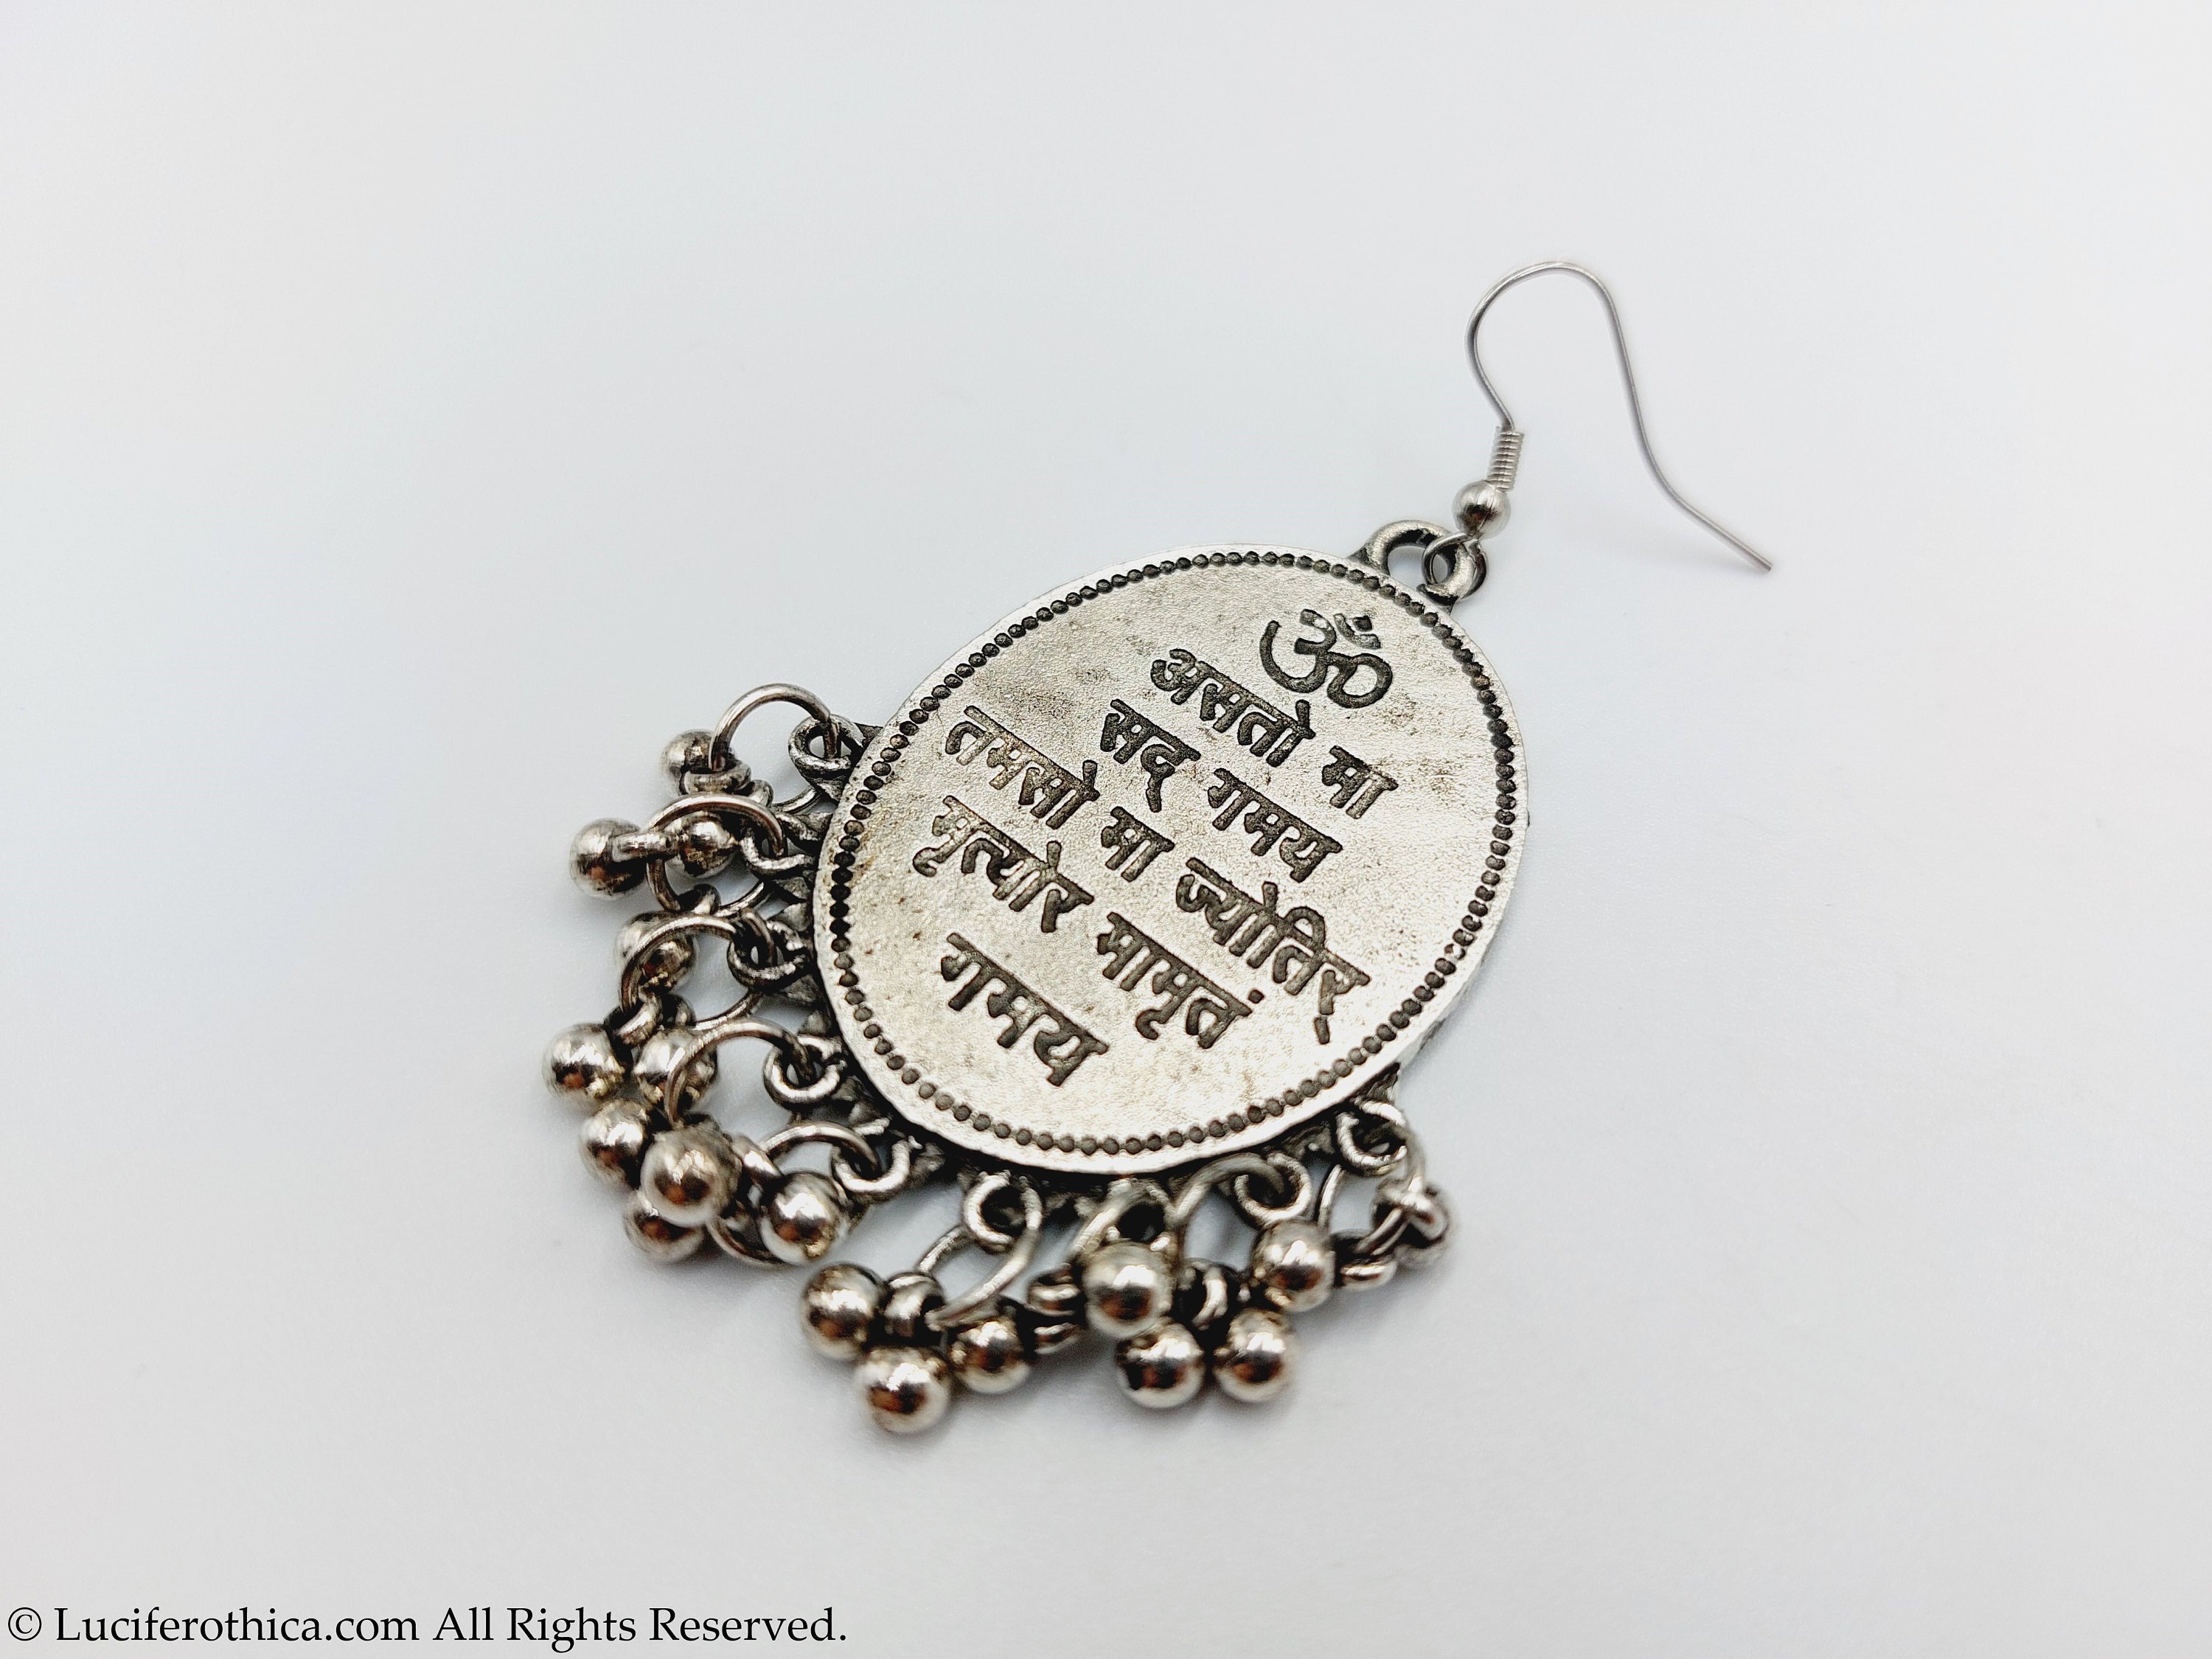 ॐ
असतो मा
सद् गमय
तमसो मा ज्योतिर्
मृत्योर मामृतं
गमय
© Luciferothica.com All Rights Reserved.